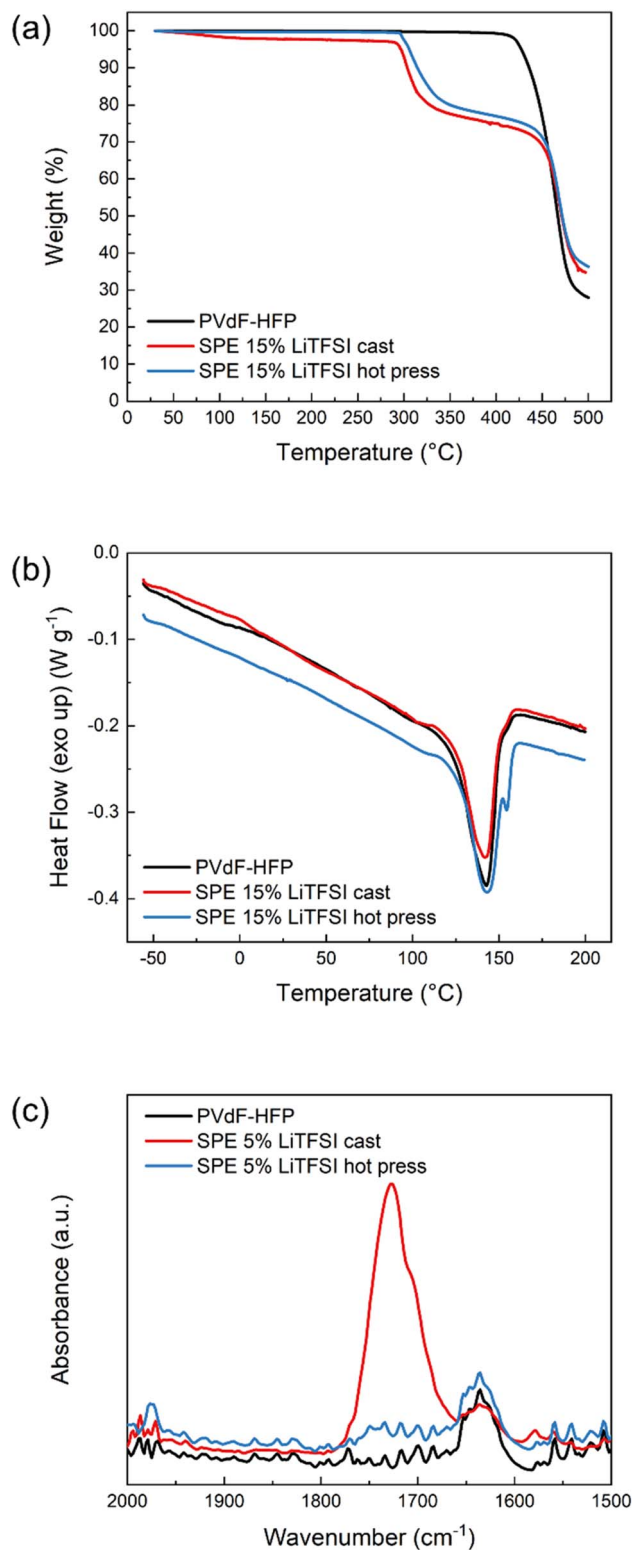 (a)
100
90
80
70
60
50
40
30
20
10
0
Weight (%)
PVdF-HFP
SPE 15% LiTFSI cast
SPE 15% LiTFSI hot press
0 50 100 150 200 250 300 350 400 450 500
Temperature (°C)
(b)
0.0
-0.1
-0.2
-0.3
-0.4
Heat Flow (exo up) (W g⁻¹)
PVdF-HFP
SPE 15% LiTFSI cast
SPE 15% LiTFSI hot press
-50 0 50 100 150 200
Temperature (°C)
(c)
PVdF-HFP
SPE 5% LiTFSI cast
SPE 5% LiTFSI hot press
Absorbance (a.u.)
2000 1900 1800 1700 1600 1500
Wavenumber (cm⁻¹)